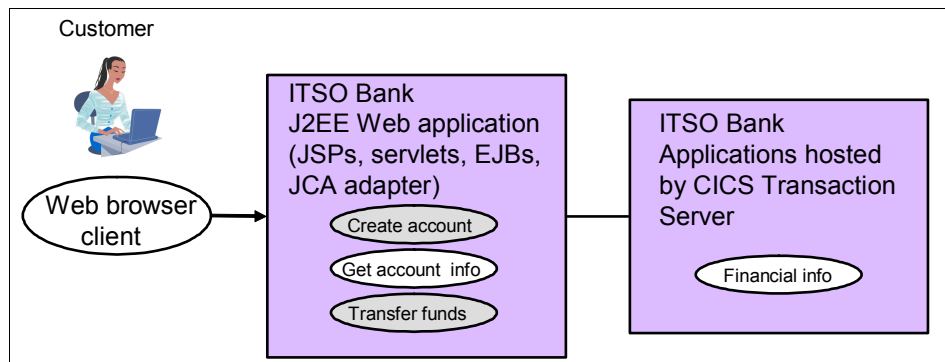 Customer
Web browser
client
ITSO Bank
J2EE Web application
(JSPs, servlets, EJBs,
JCA adapter)
Create account
Get account info
Transfer funds
ITSO Bank
Applications hosted
by CICS Transaction
Server
Financial info